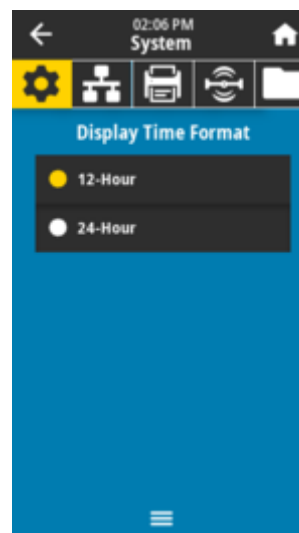 02:06 PM
System
Display Time Format
12-Hour
24-Hour